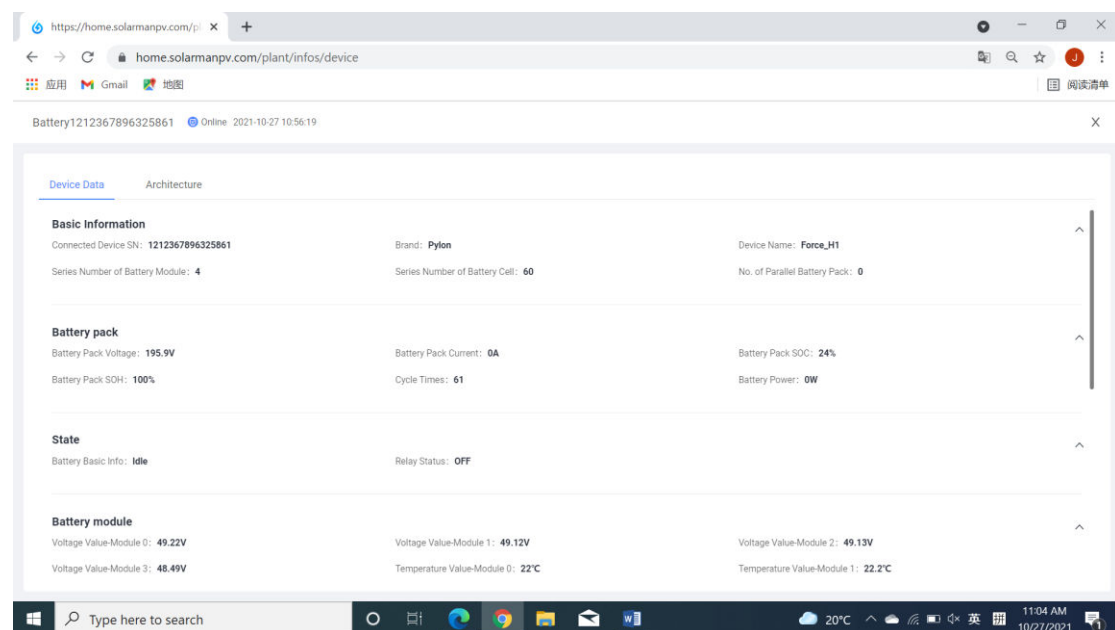 https://home.solarmanpv.com/pl
home.solarmanpv.com/plant/infos/device
J
应用 Gmail 地图 阅读清单
Battery1212367896325861 Online 2021-10-27 10:56:19 X
Device Data Architecture
Basic Information
Connected Device SN: 1212367896325861 Brand: Pylon Device Name: Force_H1
Series Number of Battery Module: 4 Series Number of Battery Cell: 60 No. of Parallel Battery Pack: 0
Battery pack
Battery Pack Voltage: 195.9V Battery Pack Current: 0A Battery Pack SOC: 24%
Battery Pack SOH: 100% Cycle Times: 61 Battery Power: 0W
State
Battery Basic Info: Idle Relay Status: OFF
Battery module
Voltage Value-Module 0: 49.22V Voltage Value-Module 1: 49.12V Voltage Value-Module 2: 49.13V
Voltage Value-Module 3: 48.49V Temperature Value-Module 0: 22℃ Temperature Value-Module 1: 22.2℃
Type here to search 20°C 英 拼 11:04 AM
10/27/2021